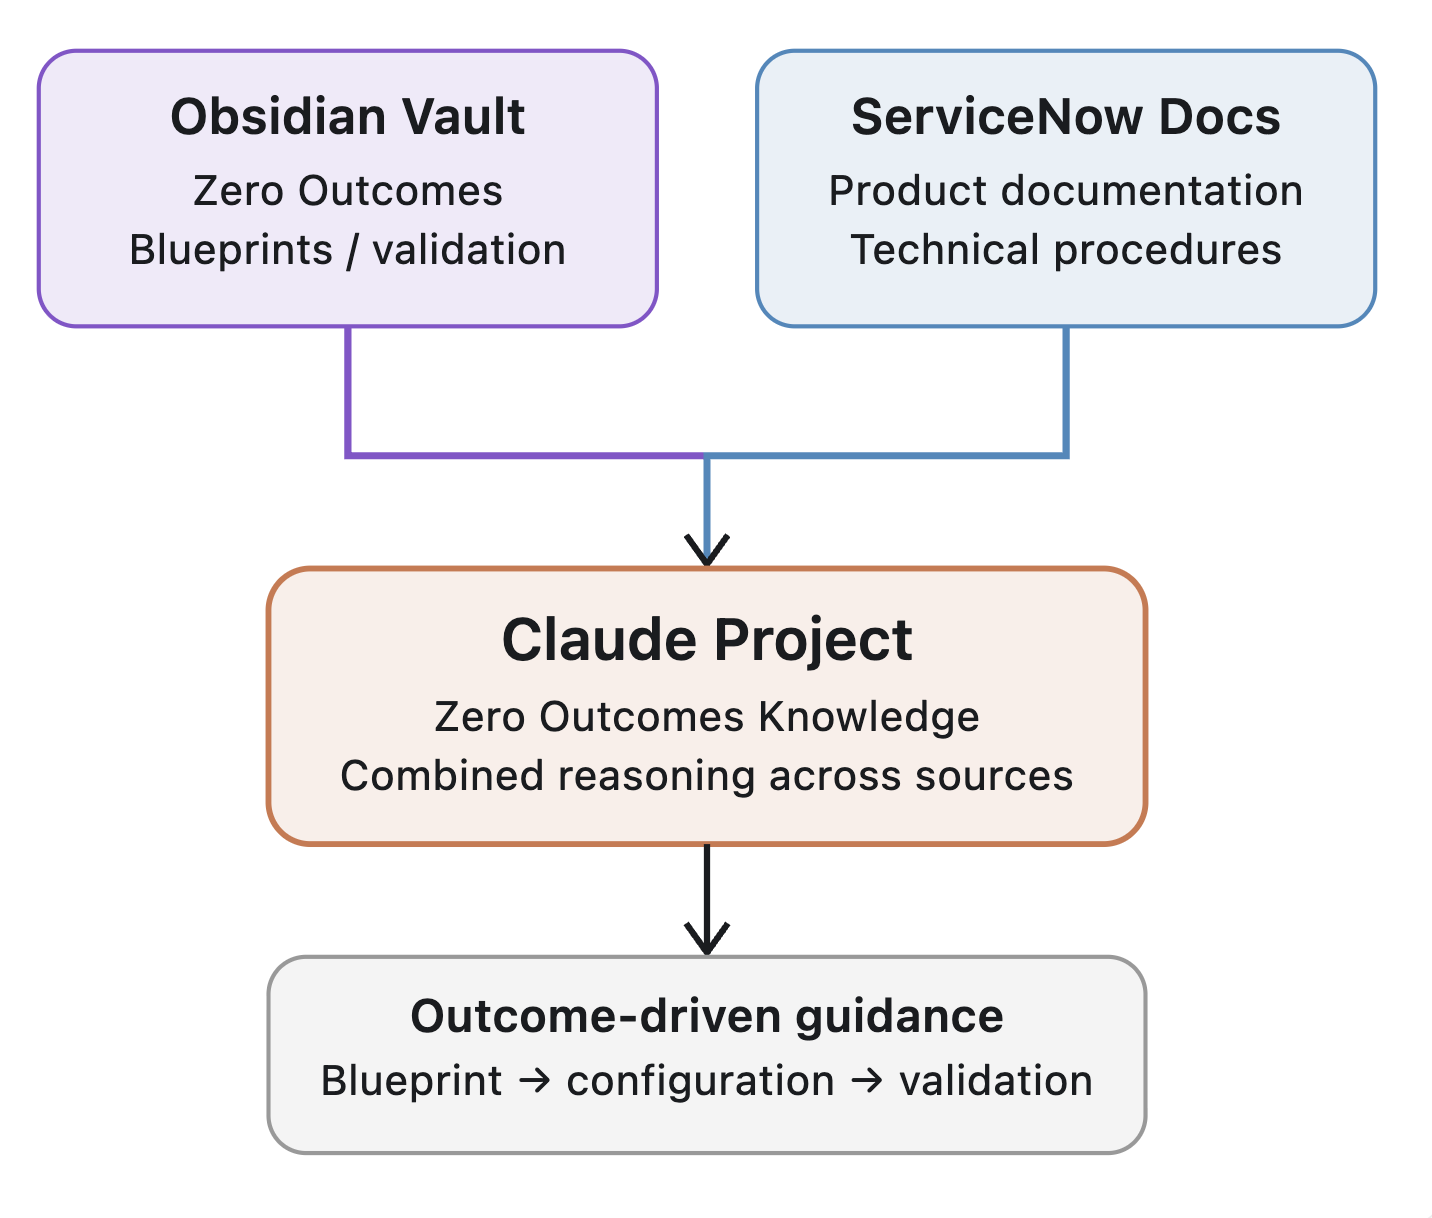 Obsidian Vault
Zero Outcomes
Blueprints / validation
ServiceNow Docs
Product documentation
Technical procedures
Claude Project
Zero Outcomes Knowledge
Combined reasoning across sources
Outcome-driven guidance
Blueprint → configuration → validation